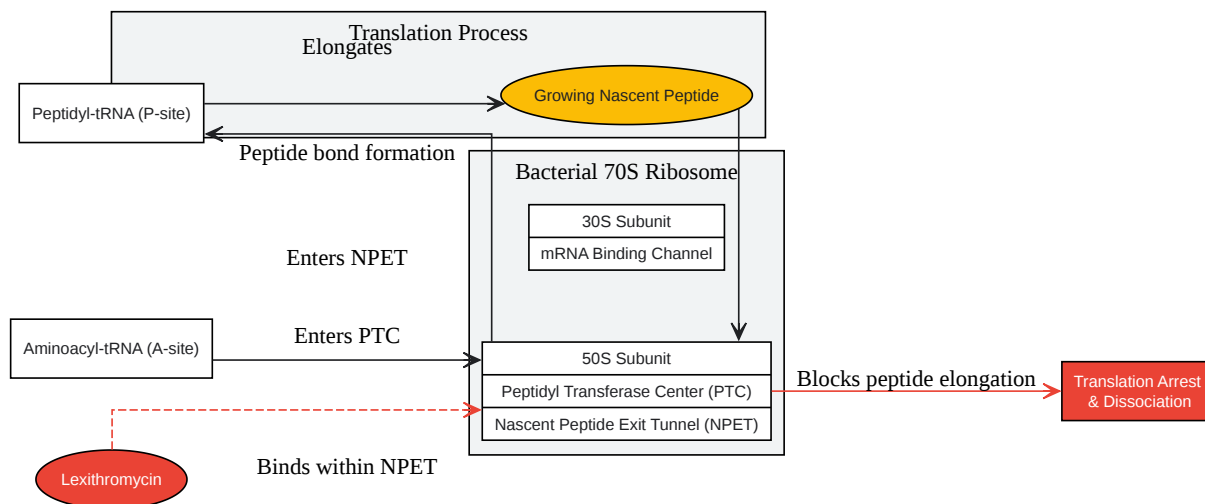 Translation Process
Elongates
Growing Nascent Peptide
Peptidyl-tRNA (P-site)
Peptide bond formation
Bacterial 70S Ribosome
30S Subunit
mRNA Binding Channel
Enters NPET
Enters PTC
Aminoacyl-tRNA (A-site)
50S Subunit
Peptidyl Transferase Center (PTC)
Nascent Peptide Exit Tunnel (NPET)
Blocks peptide elongation
Translation Arrest
& Dissociation
Binds within NPET
Lexithromycin